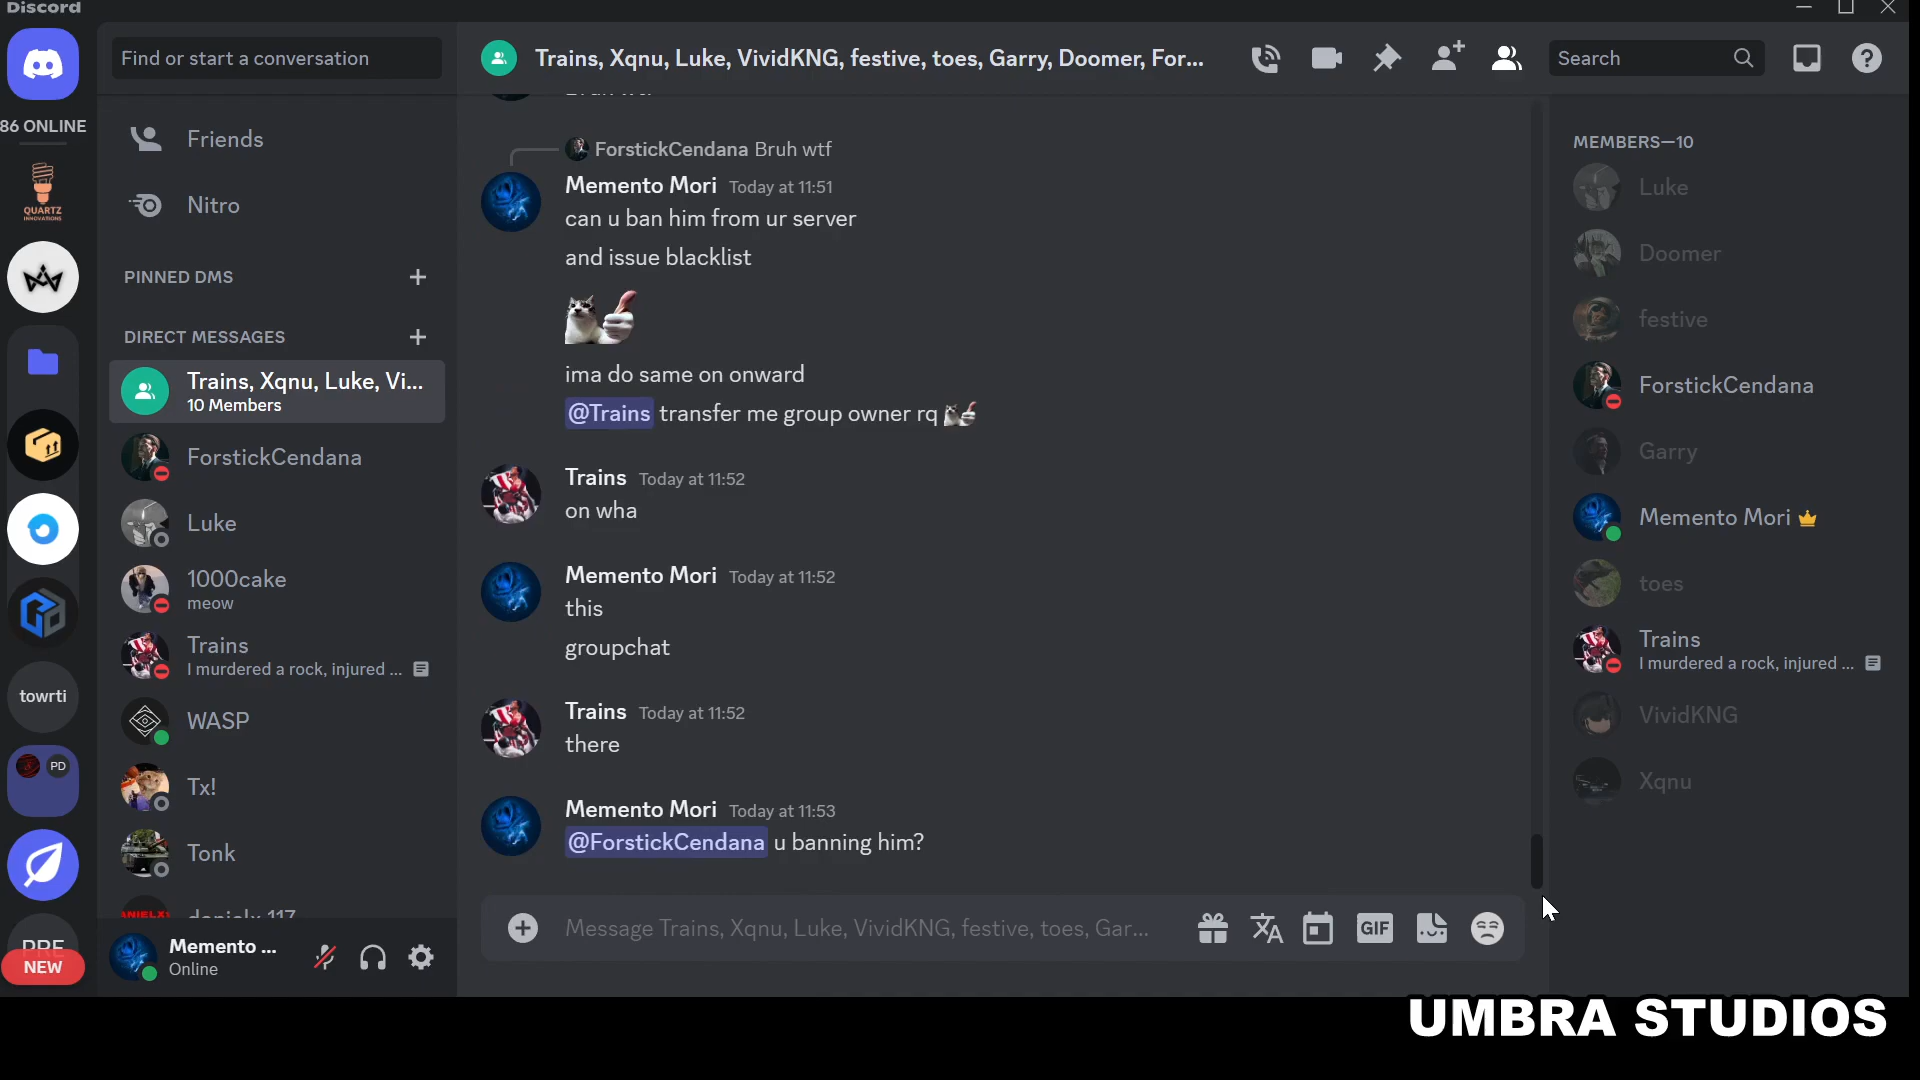 Discord
Find or start a conversation
Trains, Xqnu, Luke, VividKNG, festive, toes, Garry, Doomer, For...
Search
86 ONLINE
QUARTZ
INNOVATIONS
towrti
PD
PRE
NEW
Friends
Nitro
PINNED DMS
DIRECT MESSAGES
Trains, Xqnu, Luke, Vi...
10 Members
ForstickCendana
Luke
1000cake
meow
Trains
I murdered a rock, injured ...
WASP
Tx!
Tonk
Memento ...
Online
ForstickCendana Bruh wtf
Memento Mori Today at 11:51
can u ban him from ur server
and issue blacklist
ima do same on onward
@Trains transfer me group owner rq
Trains Today at 11:52
on wha
Memento Mori Today at 11:52
this
groupchat
Trains Today at 11:52
there
Memento Mori Today at 11:53
@ForstickCendana u banning him?
Message Trains, Xqnu, Luke, VividKNG, festive, toes, Gar...
GIF
MEMBERS—10
Luke
Doomer
festive
ForstickCendana
Garry
Memento Mori
toes
Trains
I murdered a rock, injured ...
VividKNG
Xqnu
UMBRA STUDIOS